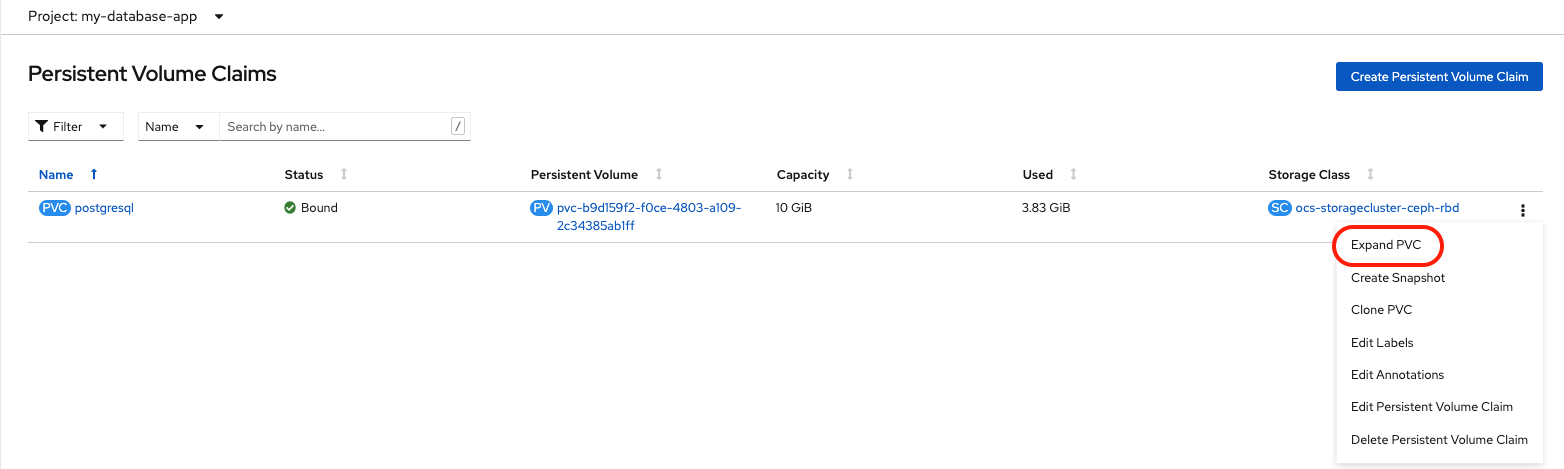 Project: my-database-app
Persistent Volume Claims
Create Persistent Volume Claim
Filter
Name
Search by name...
/
Name Status Persistent Volume Capacity Used Storage Class
PVC postgresql Bound PV pvc-b9d159f2-f0ce-4803-a109- 10 GiB 3.83 GiB SC ocs-storagecluster-ceph-rbd
2c34385ab1ff
Expand PVC
Create Snapshot
Clone PVC
Edit Labels
Edit Annotations
Edit Persistent Volume Claim
Delete Persistent Volume Claim